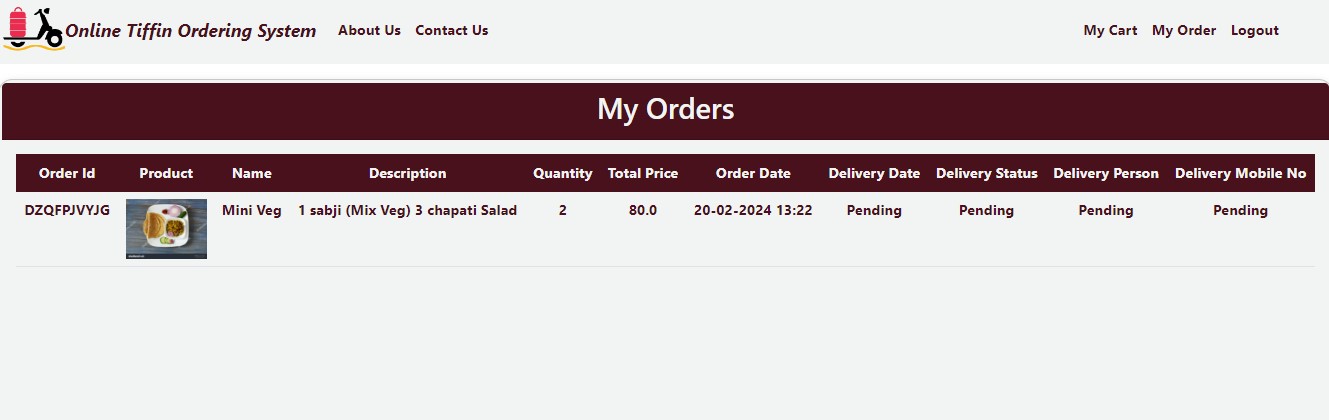 Online Tiffin Ordering System About Us Contact Us My Cart My Order Logout
My Orders
Order Id Product Name Description Quantity Total Price Order Date Delivery Date Delivery Status Delivery Person Delivery Mobile No
DZQFPJVYJG Mini Veg 1 sabji (Mix Veg) 3 chapati Salad 2 80.0 20-02-2024 13:22 Pending Pending Pending Pending